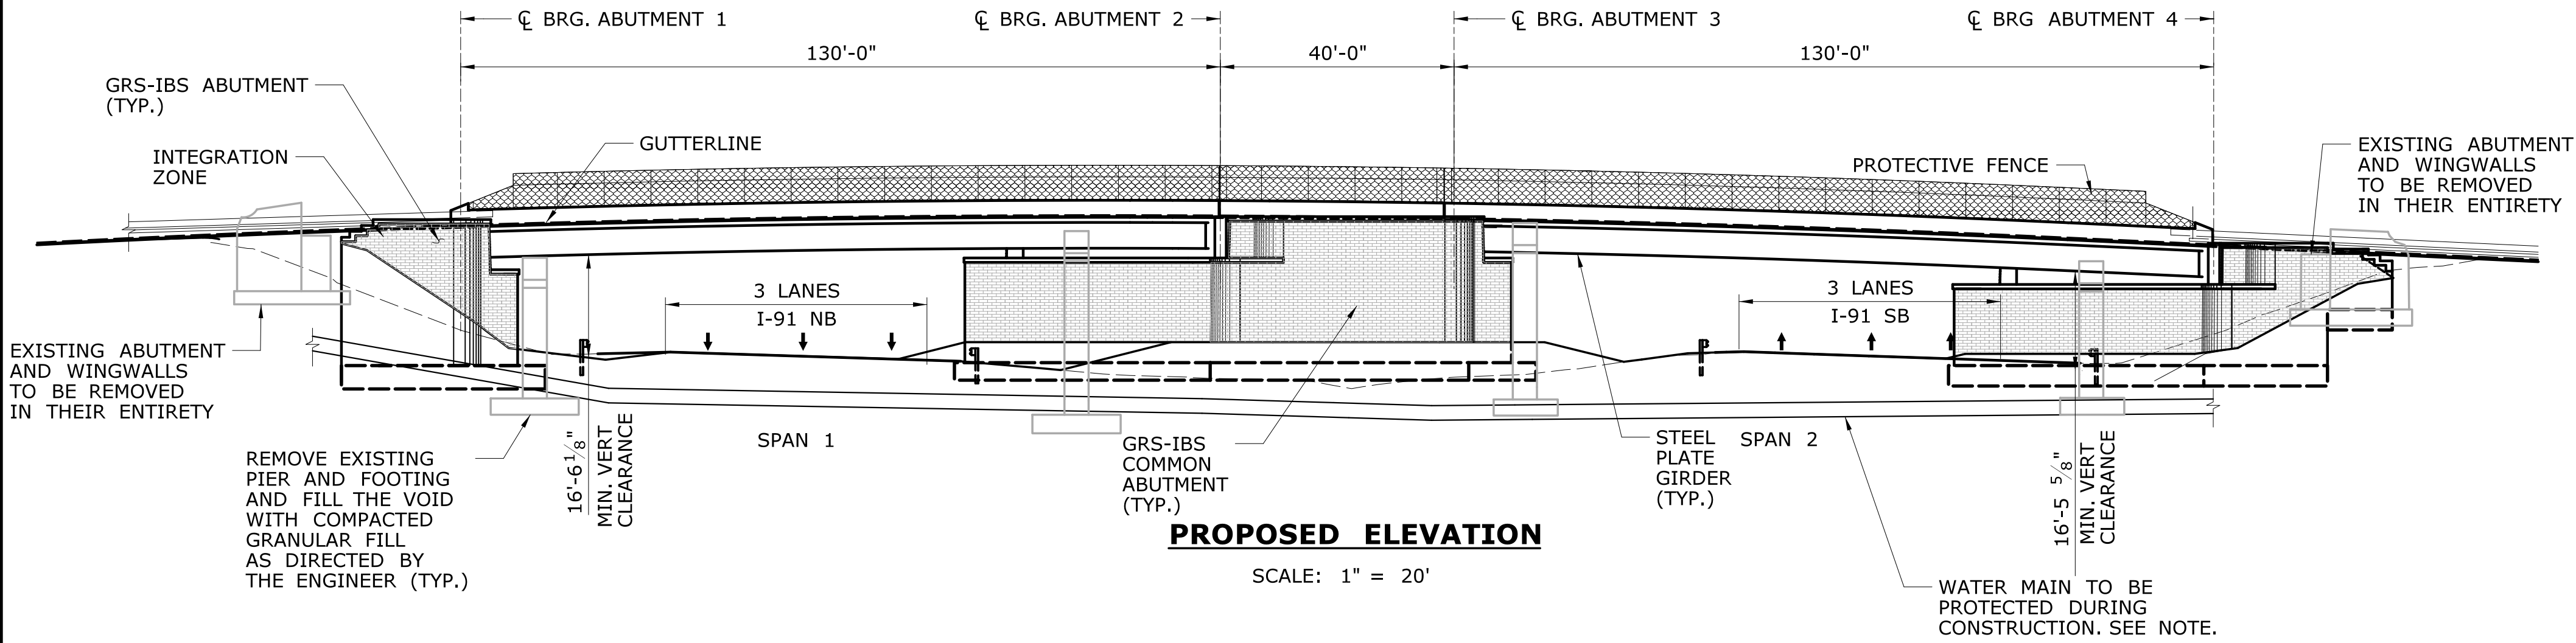 ℄ BRG. ABUTMENT 1
℄ BRG. ABUTMENT 2
℄ BRG. ABUTMENT 3
℄ BRG ABUTMENT 4
130'-0"
40'-0"
130'-0"
GRS-IBS ABUTMENT
(TYP.)
INTEGRATION
ZONE
GUTTERLINE
PROTECTIVE FENCE
EXISTING ABUTMENT
AND WINGWALLS
TO BE REMOVED
IN THEIR ENTIRETY
3 LANES
I-91 NB
3 LANES
I-91 SB
EXISTING ABUTMENT
AND WINGWALLS
TO BE REMOVED
IN THEIR ENTIRETY
REMOVE EXISTING
PIER AND FOOTING
AND FILL THE VOID
WITH COMPACTED
GRANULAR FILL
AS DIRECTED BY
THE ENGINEER (TYP.)
16'-6 1/8"
MIN. VERT
CLEARANCE
SPAN 1
GRS-IBS
COMMON
ABUTMENT
(TYP.)
STEEL
PLATE
GIRDER
(TYP.)
SPAN 2
16'-5 5/8"
MIN. VERT
CLEARANCE
WATER MAIN TO BE
PROTECTED DURING
CONSTRUCTION. SEE NOTE.
PROPOSED ELEVATION
SCALE: 1" = 20'